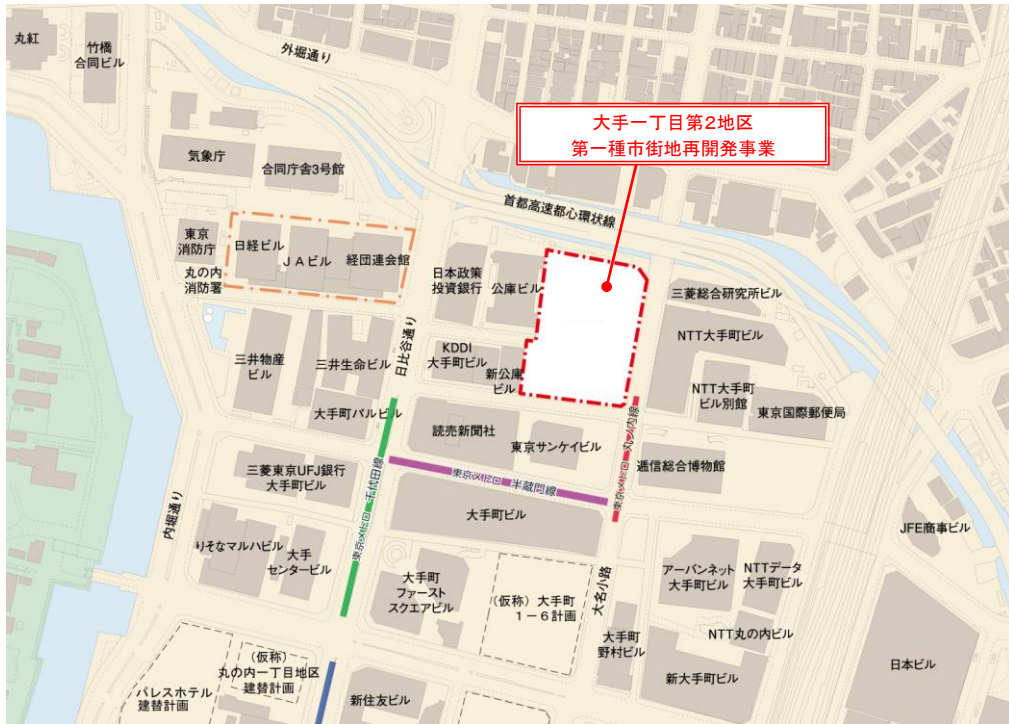 丸紅
竹橋
合同ビル
外堀通り
大手一丁目第2地区
第一種市街地再開発事業
気象庁
合同庁舎3号館
首都高速都心環状線
東京
消防庁
日経ビル
JAビル
経団連会館
丸の内
消防署
日本政策
投資銀行
公庫ビル
三菱総合研究所ビル
NTT大手町ビル
日比谷通り
三井物産
ビル
三井生命ビル
KDDI
大手町ビル
新公庫
ビル
NTT大手町
ビル別館
東京国際郵便局
大手町パルビル
読売新聞社
東京サンケイビル
東京メトロ 丸ノ内線
逓信総合博物館
三菱東京UFJ銀行
大手町ビル
東京メトロ 千代田線
東京メトロ 半蔵門線
内堀通り
大手町ビル
JFE商事ビル
りそなマルハビル
大手
センタービル
大手町
ファースト
スクエアビル
(仮称)大手町
1-6計画
大名小路
アーバンネット
大手町ビル
NTTデータ
大手町ビル
NTT丸の内ビル
大手町
野村ビル
新大手町ビル
日本ビル
(仮称)
丸の内一丁目地区
建替計画
パレスホテル
建替計画
新住友ビル